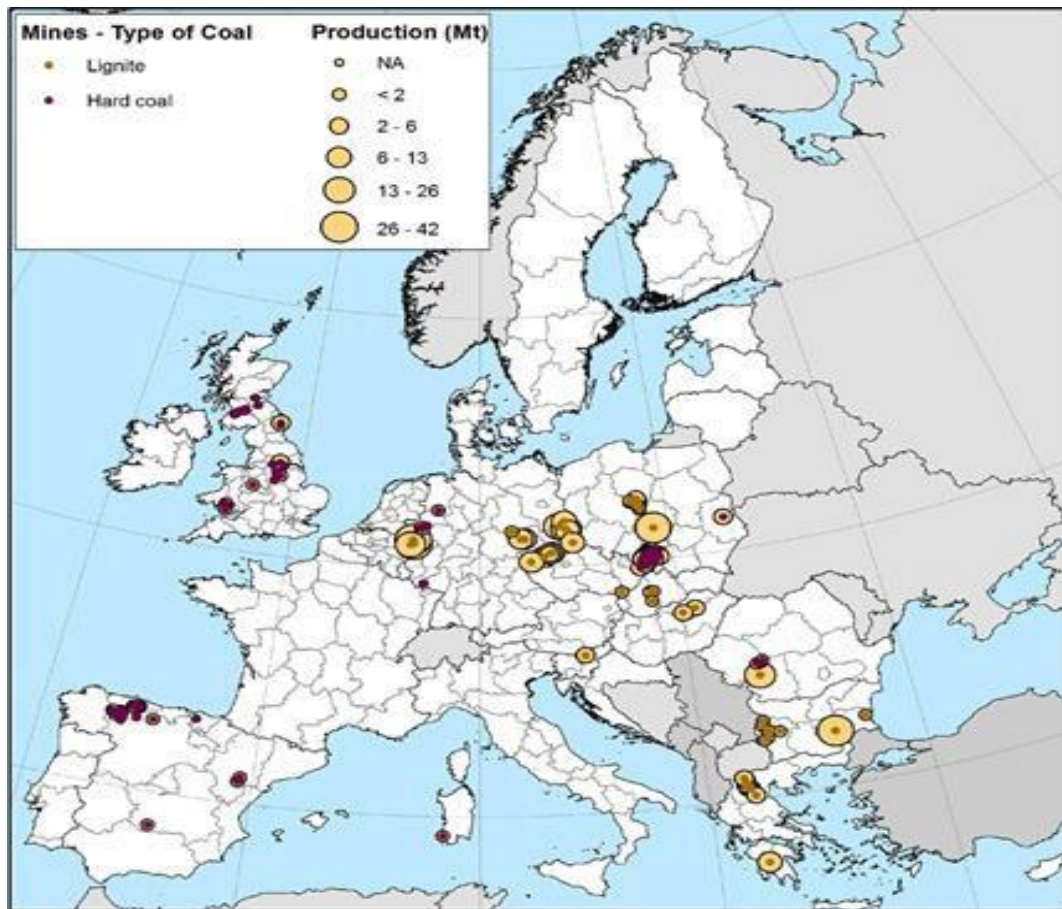 Mines - Type of Coal
Lignite
Hard coal
Production (Mt)
NA
< 2
2 - 6
6 - 13
13 - 26
26 - 42